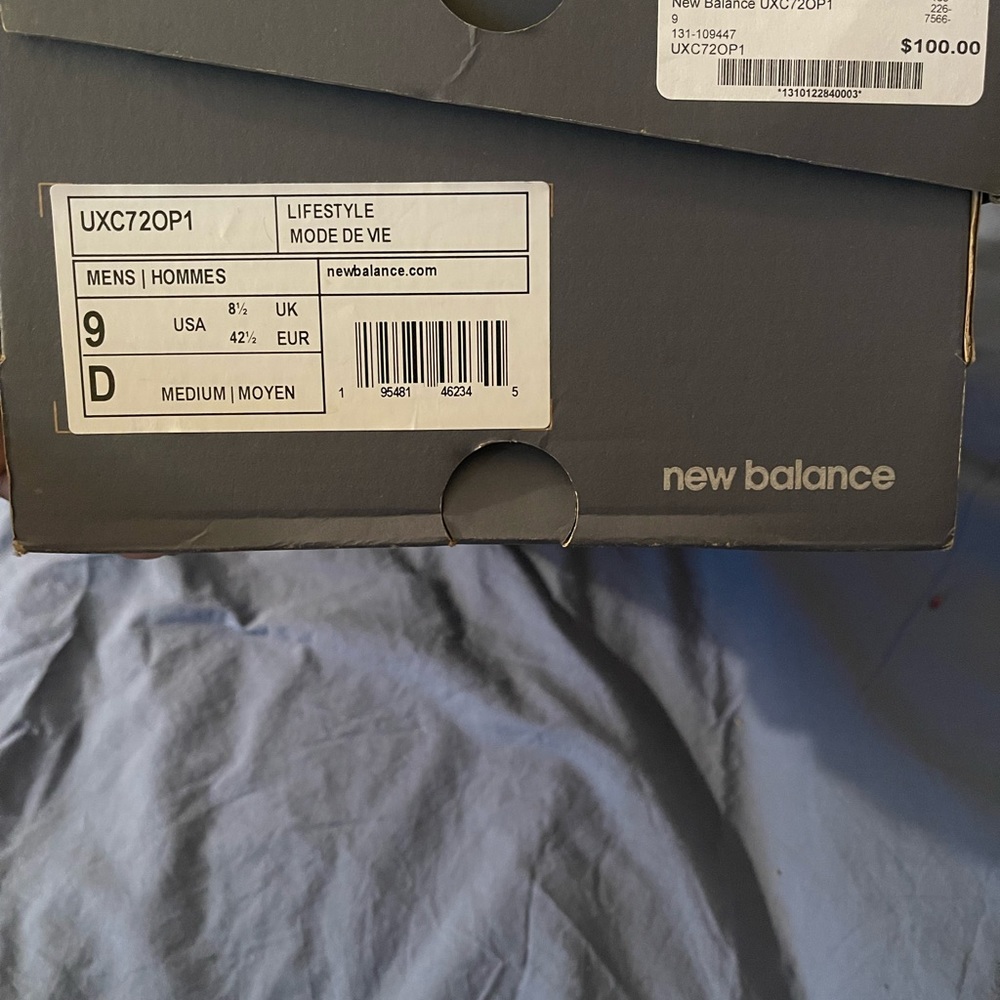 New Balance UXC72OP1
226-
9
7566-
131-109447
UXC72OP1
$100.00
*1310122840003*
UXC72OP1
LIFESTYLE
MODE DE VIE
MENS | HOMMES
newbalance.com
9
USA
8½ UK
42½ EUR
D
MEDIUM | MOYEN
1 95481 46234 5
new balance